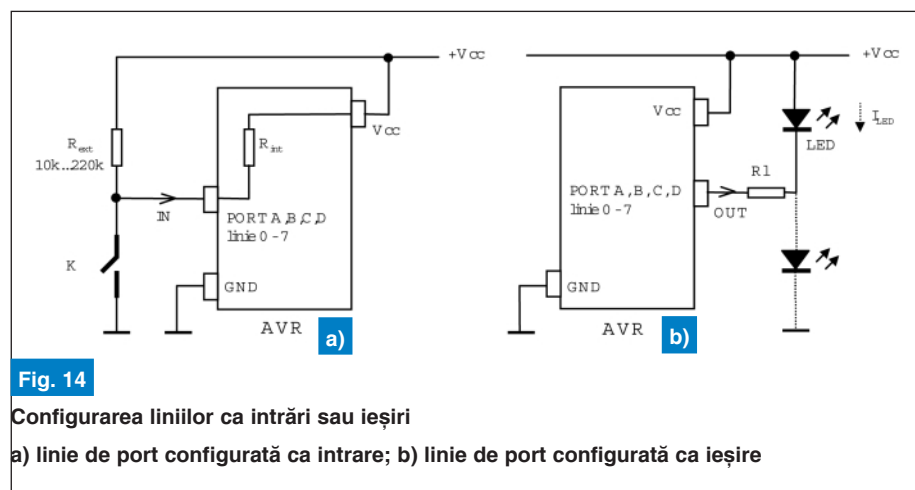 +Vcc
Vcc
Rext
10k...220k
Rint
IN
PORT A,B,C,D
linie 0 - 7
K
GND
AVR
a)
+Vcc
Vcc
ILED
LED
R1
PORT A,B,C,D
linie 0 - 7
OUT
GND
AVR
b)
Fig. 14
Configurarea liniilor ca intrări sau ieșiri
a) linie de port configurată ca intrare; b) linie de port configurată ca ieșire